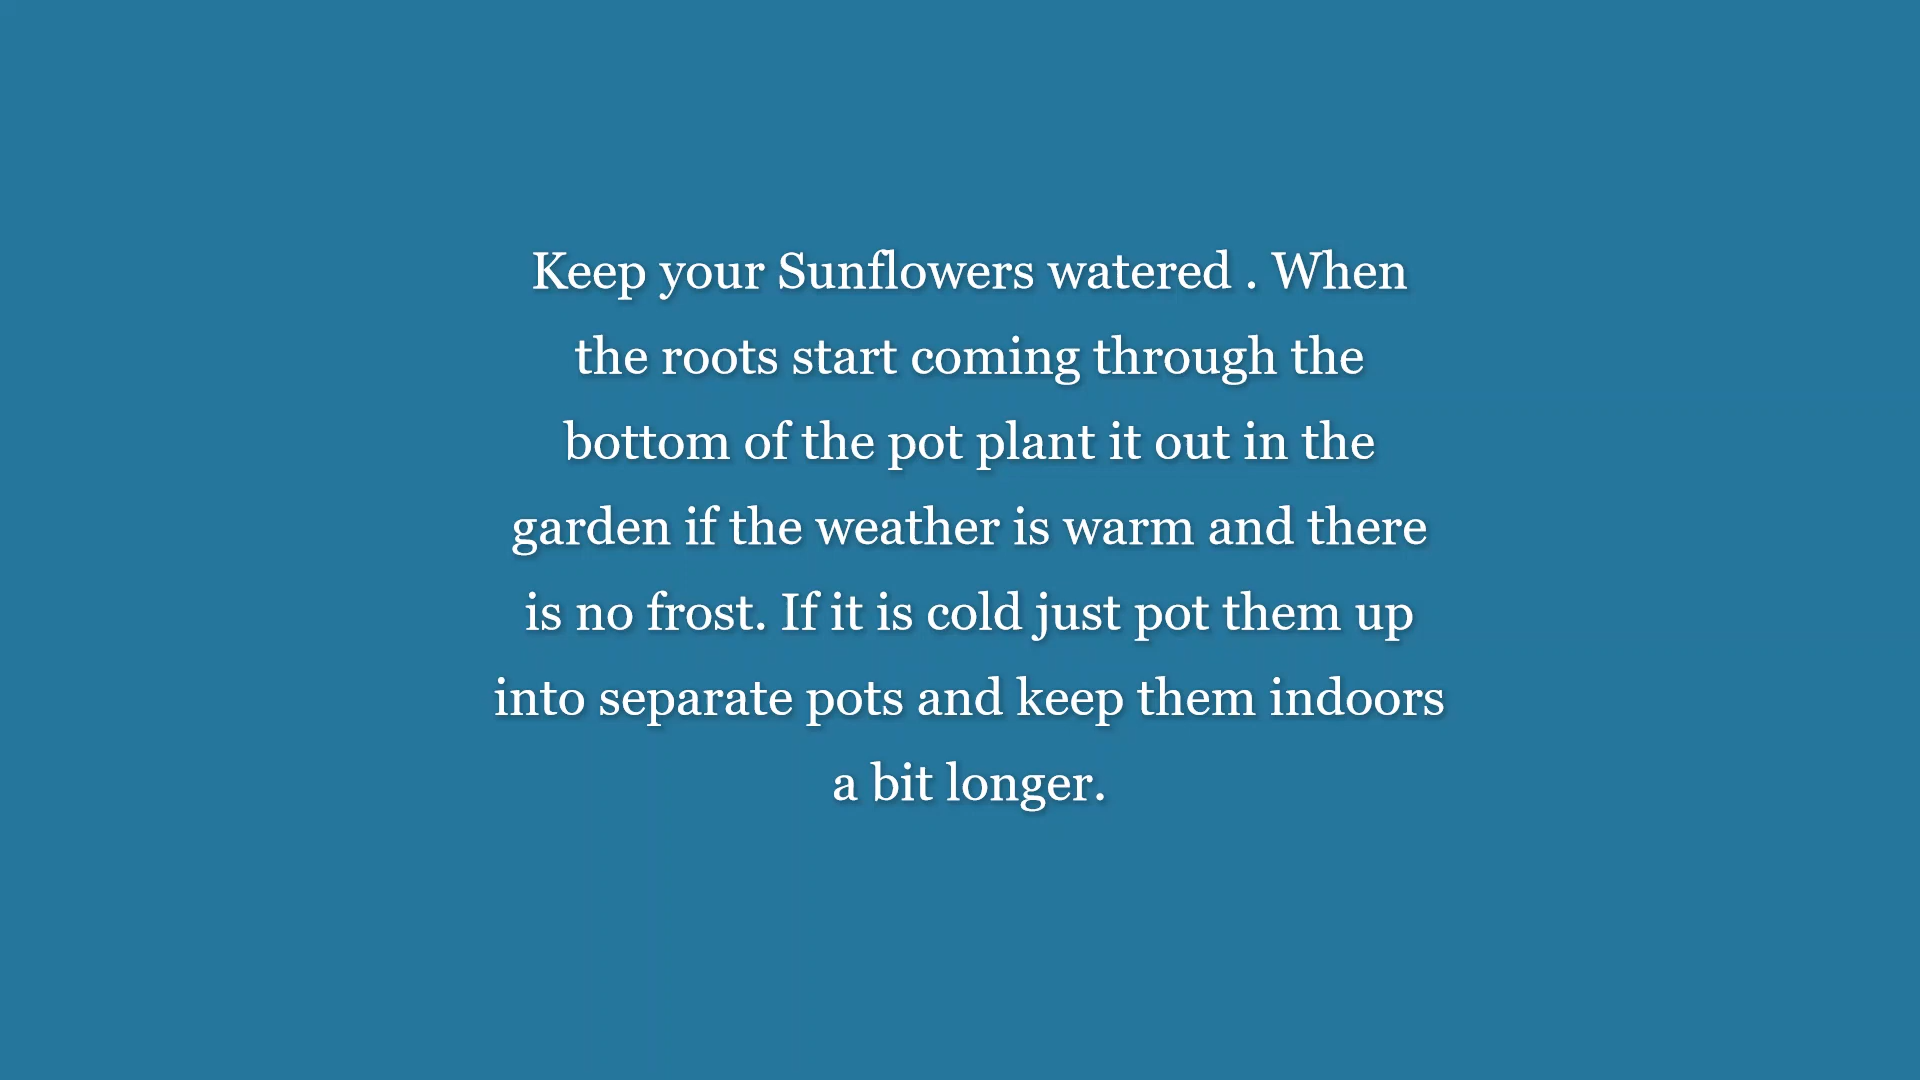 Keep your Sunflowers watered . When
the roots start coming through the
bottom of the pot plant it out in the
garden if the weather is warm and there
is no frost. If it is cold just pot them up
into separate pots and keep them indoors
a bit longer.